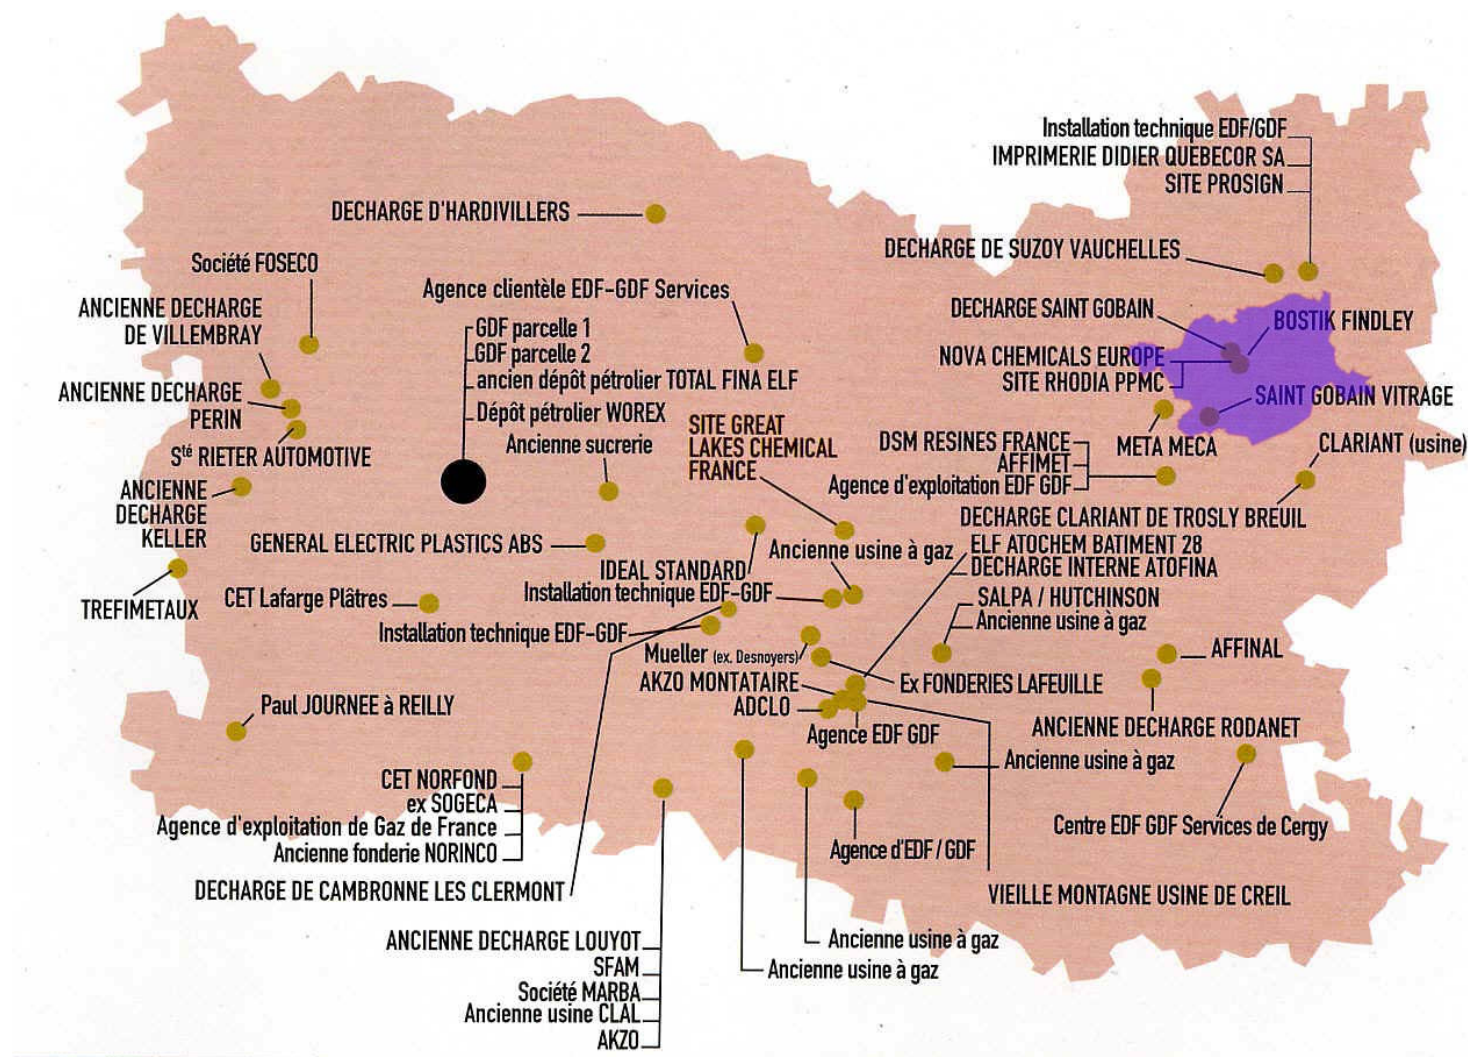 Installation technique EDF/GDF
IMPRIMERIE DIDIER QUEBECOR SA
SITE PROSIGN
DECHARGE D'HARDIVILLERS
DECHARGE DE SUZOY VAUCHELLES
Société FOSECO
Agence clientèle EDF-GDF Services
ANCIENNE DECHARGE
DE VILLEMBRAY
DECHARGE SAINT GOBAIN
BOSTIK FINDLEY
GDF parcelle 1
GDF parcelle 2
ancien dépôt pétrolier TOTAL FINA ELF
Dépôt pétrolier WOREX
NOVA CHEMICALS EUROPE
SITE RHODIA PPMC
ANCIENNE DECHARGE
PERIN
SAINT GOBAIN VITRAGE
Sté RIETER AUTOMOTIVE
Ancienne sucrerie
SITE GREAT
LAKES CHEMICAL
FRANCE
DSM RESINES FRANCE
AFFIMET
Agence d'exploitation EDF GDF
META MECA
CLARIANT (usine)
ANCIENNE
DECHARGE
KELLER
DECHARGE CLARIANT DE TROSLY BREUIL
GENERAL ELECTRIC PLASTICS ABS
Ancienne usine à gaz
ELF ATOCHEM BATIMENT 28
DECHARGE INTERNE ATOFINA
IDEAL STANDARD
TREFIMETAUX
CET Lafarge Plâtres
Installation technique EDF-GDF
SALPA / HUTCHINSON
Ancienne usine à gaz
Installation technique EDF-GDF
Mueller (ex. Desnoyers)
AFFINAL
AKZO MONTATAIRE
Ex FONDERIES LAFEUILLE
ADCLO
Paul JOURNEE à REILLY
Agence EDF GDF
ANCIENNE DECHARGE RODANET
Ancienne usine à gaz
CET NORFOND
ex SOGECA
Agence d'exploitation de Gaz de France
Ancienne fonderie NORINCO
Centre EDF GDF Services de Cergy
Agence d'EDF / GDF
DECHARGE DE CAMBRONNE LES CLERMONT
VIEILLE MONTAGNE USINE DE CREIL
ANCIENNE DECHARGE LOUYOT
SFAM
Société MARBA
Ancienne usine CLAL
AKZO
Ancienne usine à gaz
Ancienne usine à gaz